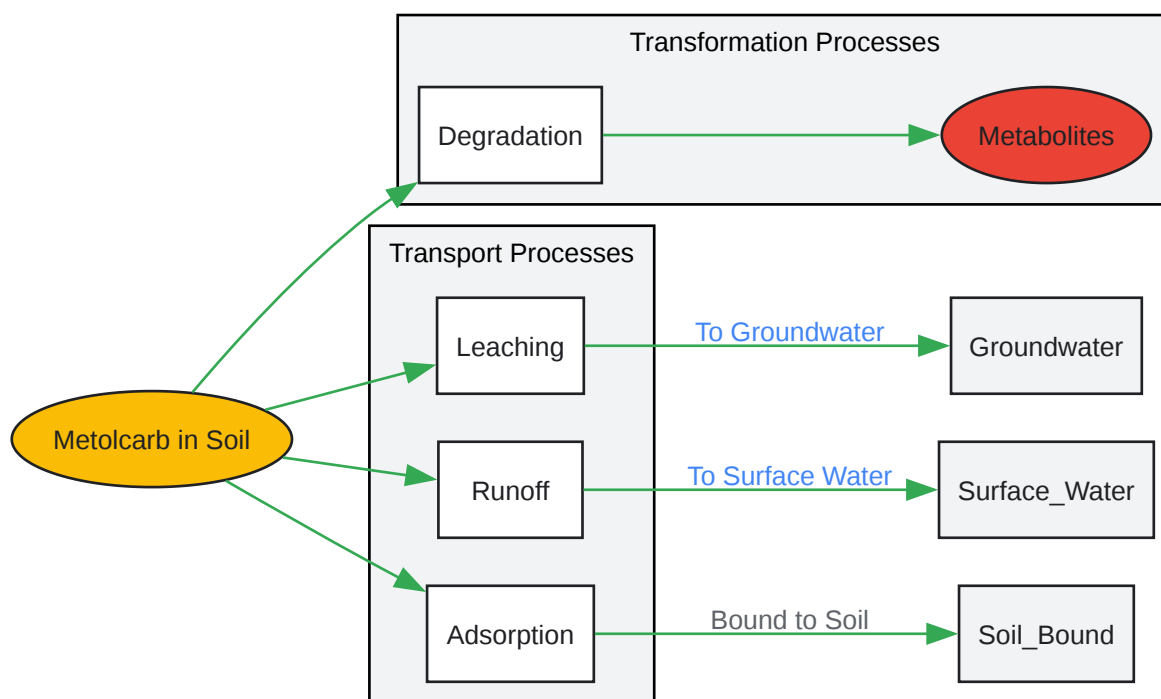 Transformation Processes
Degradation
Metabolites
Transport Processes
Leaching
To Groundwater
Groundwater
Metolcarb in Soil
Runoff
To Surface Water
Surface_Water
Adsorption
Bound to Soil
Soil_Bound